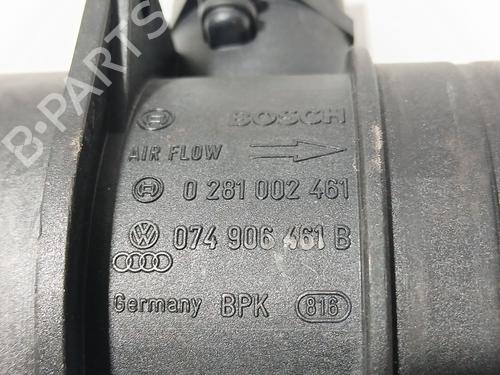 B-PARTS
BOSCH
AIR FLOW
0 281 002 461
074 906 461 B
Germany BPK 816